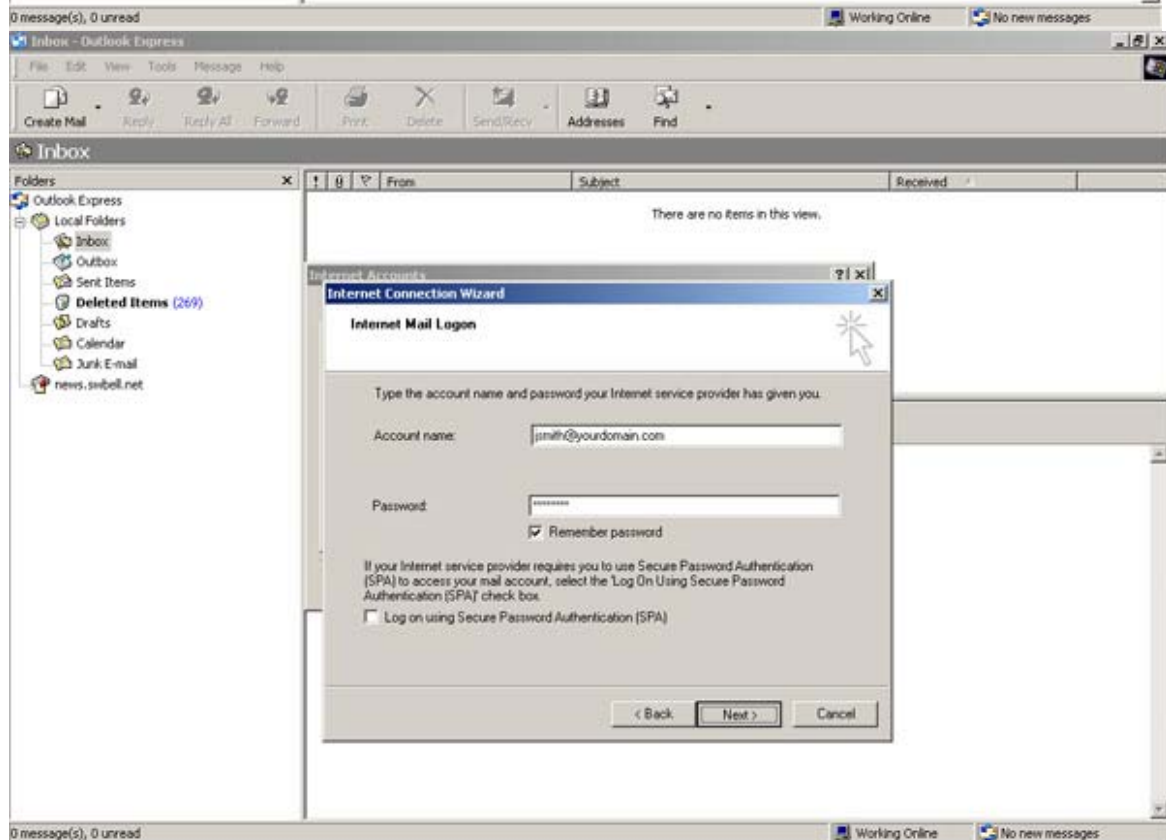 0 message(s), 0 unread Working Online No new messages
Inbox - Outlook Express
File Edit View Tools Message Help
Create Mail Reply Reply All Forward Print Delete Send/Recv Addresses Find
Inbox
Folders
! From Subject Received
Outlook Express
There are no items in this view.
Local Folders
Inbox
Outbox
Sent Items
Deleted Items (269)
Drafts
Calendar
Junk E-mail
news.swbell.net
Internet Accounts
Internet Connection Wizard
Internet Mail Logon
Type the account name and password your Internet service provider has given you.
Account name: jsmith@yourdomain.com
Password: ********
Remember password
If your Internet service provider requires you to use Secure Password Authentication
(SPA) to access your mail account, select the 'Log On Using Secure Password
Authentication (SPA)' check box.
Log on using Secure Password Authentication (SPA)
< Back Next > Cancel
0 message(s), 0 unread Working Online No new messages